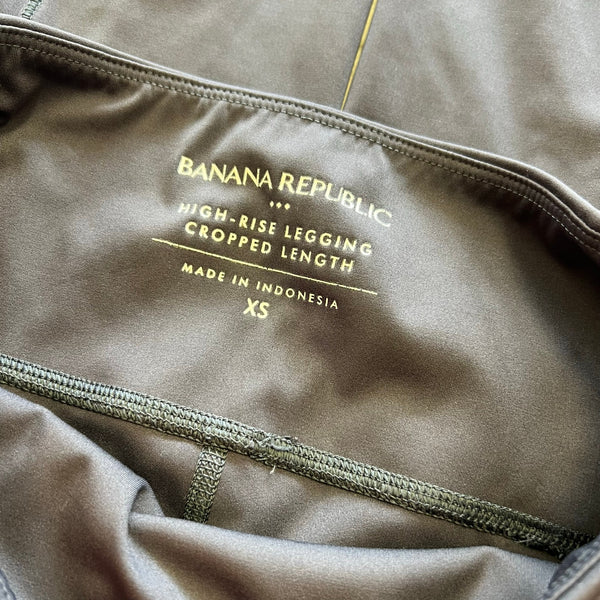 BANANA REPUBLIC
HIGH-RISE LEGGING
CROPPED LENGTH
MADE IN INDONESIA
XS